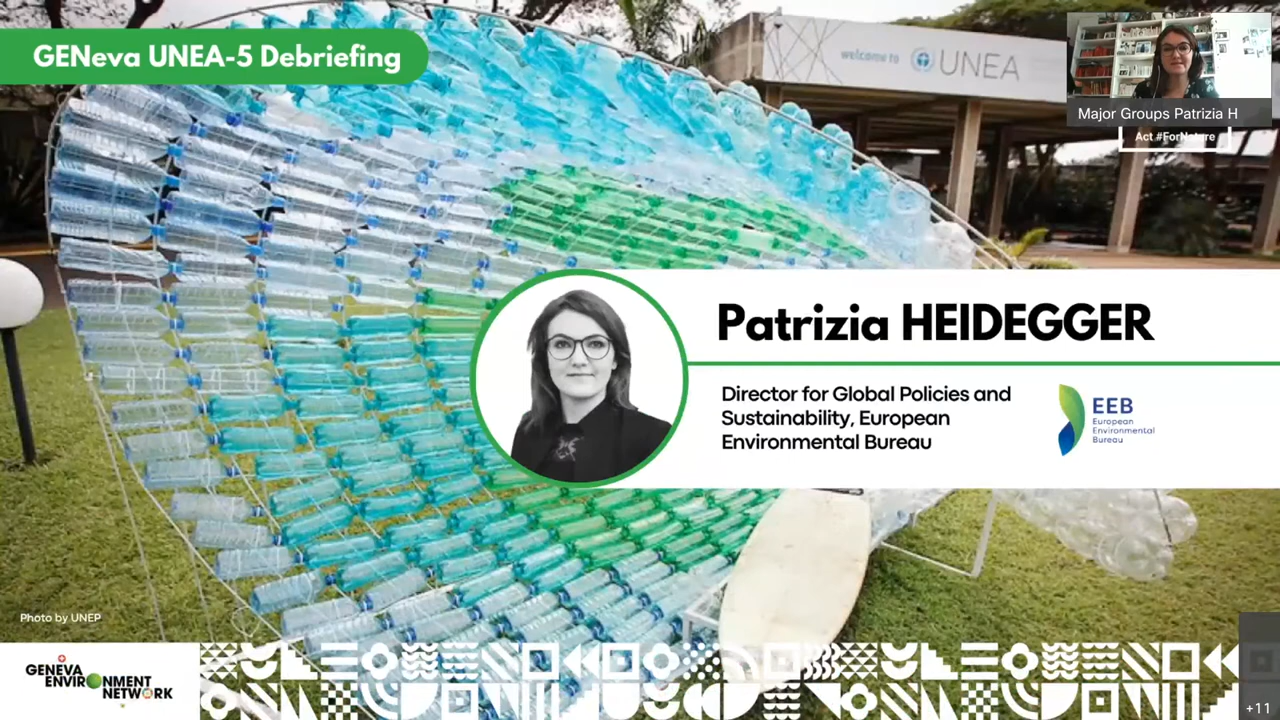 GENeva UNEA-5 Debriefing
welcome to UNEA
Major Groups Patrizia H
Act #ForNature
Patrizia HEIDEGGER
Director for Global Policies and
Sustainability, European
Environmental Bureau
EEB
European
Environmental
Bureau
Photo by UNEP
GENEVA
ENVIRONMENT
NETWORK
+11